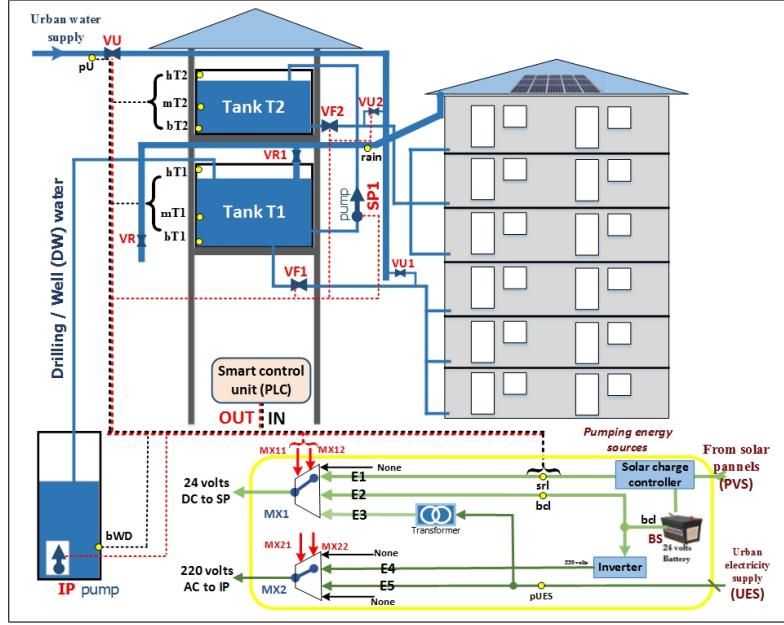 Urban water
supply
VU
pU
hT2
mT2
bT2
Tank T2
VF2
VU2
VR1
rain
hT1
mT1
bT1
Tank T1
pump
SP1
VR
VF1
VU1
Drilling / Well (DW) water
Smart control
unit (PLC)
OUT
IN
bWD
IP pump
Pumping energy
sources
MX11
MX12
None
24 volts
DC to SP
MX1
E1
E2
E3
srl
bcl
Solar charge
controller
From solar
pannels
(PVS)
Transformer
bcl
BS
24 volts
Battery
MX21
MX22
None
220 volts
AC to IP
MX2
E4
E5
None
220 volts
Inverter
pUES
Urban
electricity
supply
(UES)